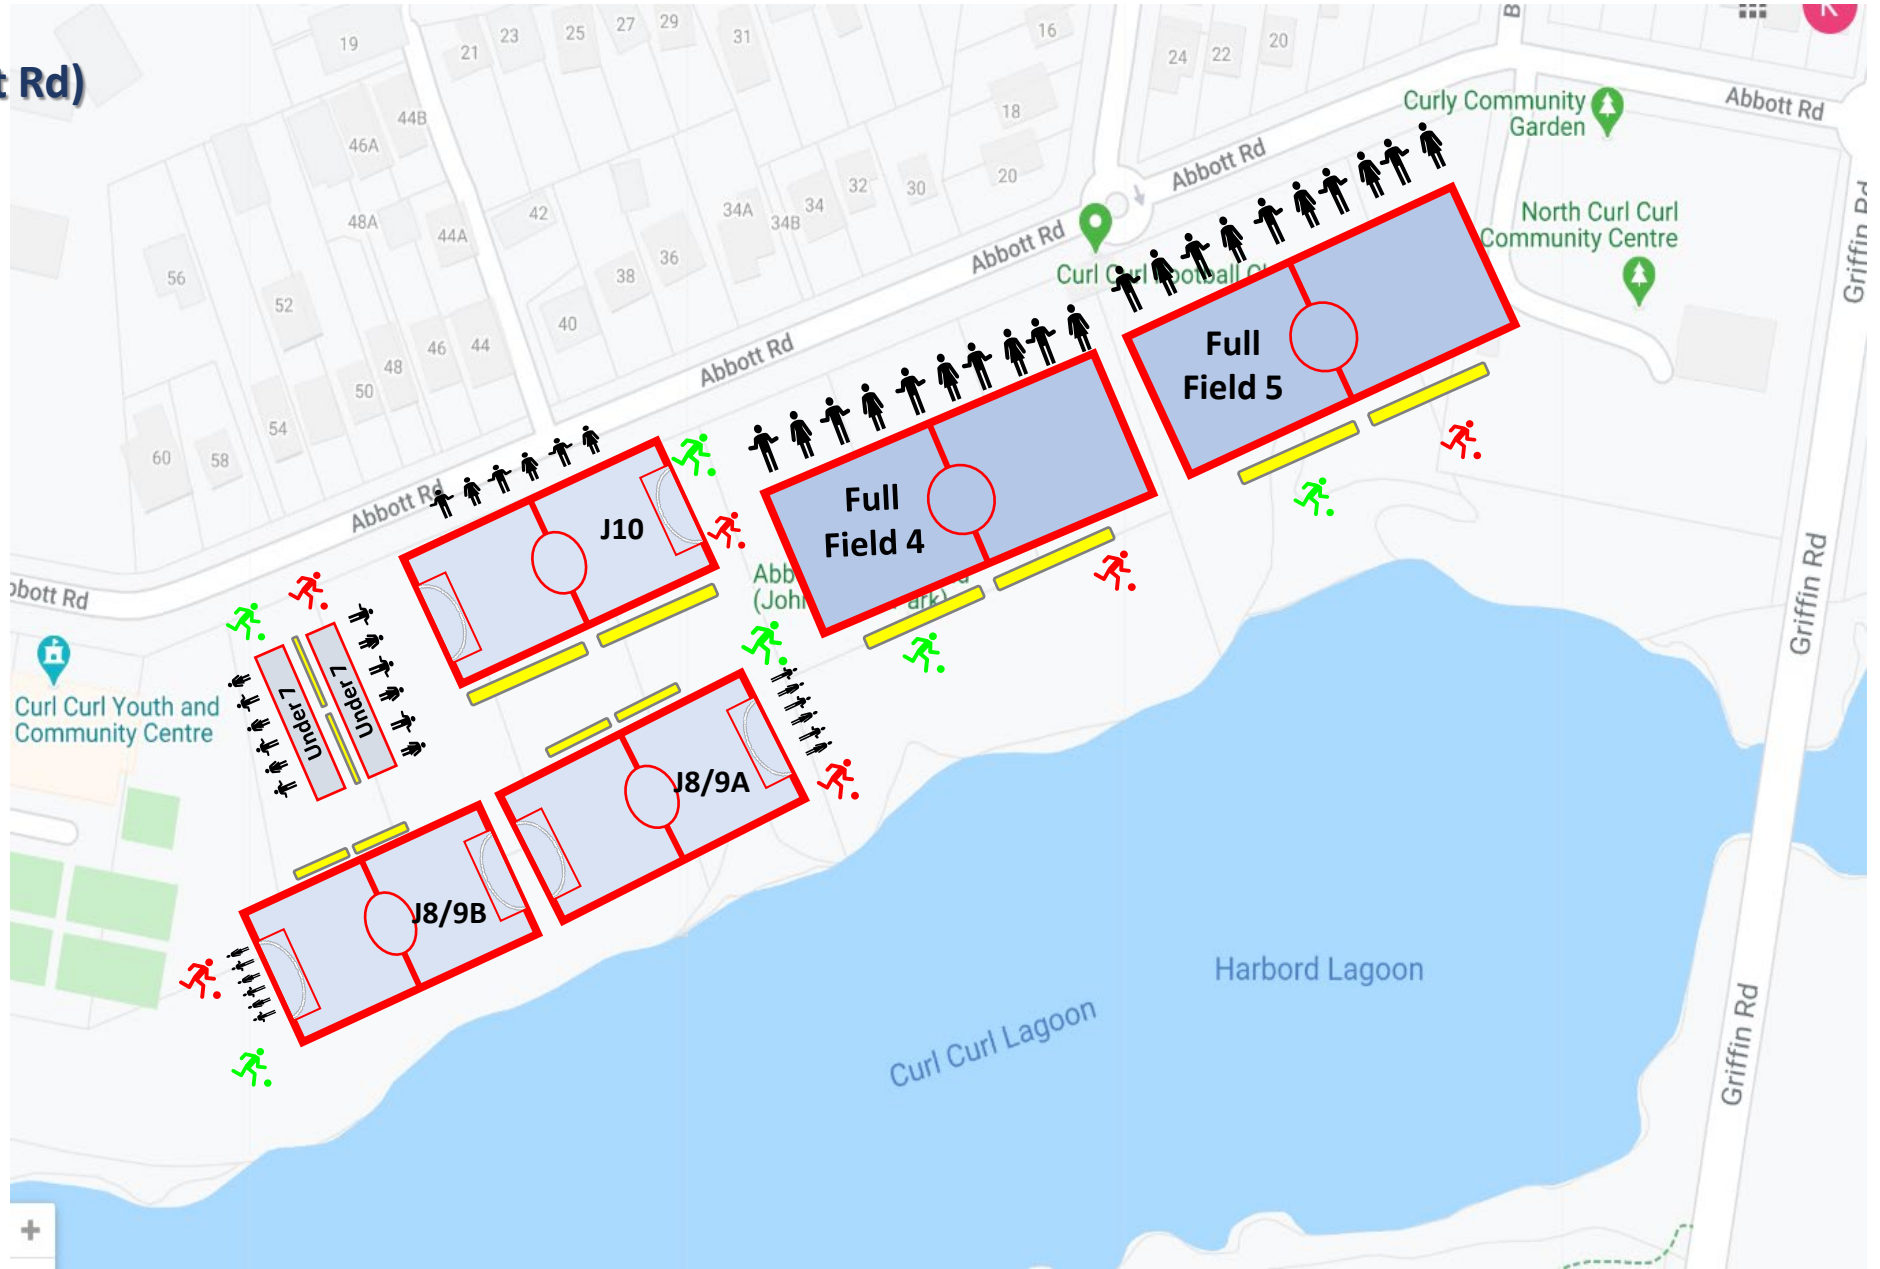 t Rd)
19
21
23
25
27
29
31
16
24
22
20
Curly Community
Garden
Abbott Rd
44B
46A
18
Abbott Rd
20
32
30
34
34A
34B
42
48A
44A
North Curl Curl
Community Centre
Griffin Rd
Abbott Rd
36
38
56
52
40
Abbott Rd
Full
Field 5
46
44
48
50
54
60
58
Abbott Rd
J10
Full
Field 4
bbott Rd
Griffin Rd
Curl Curl Youth and
Community Centre
Under 7
Under 7
J8/9A
J8/9B
Harbord Lagoon
Curl Curl Lagoon
Griffin Rd
+